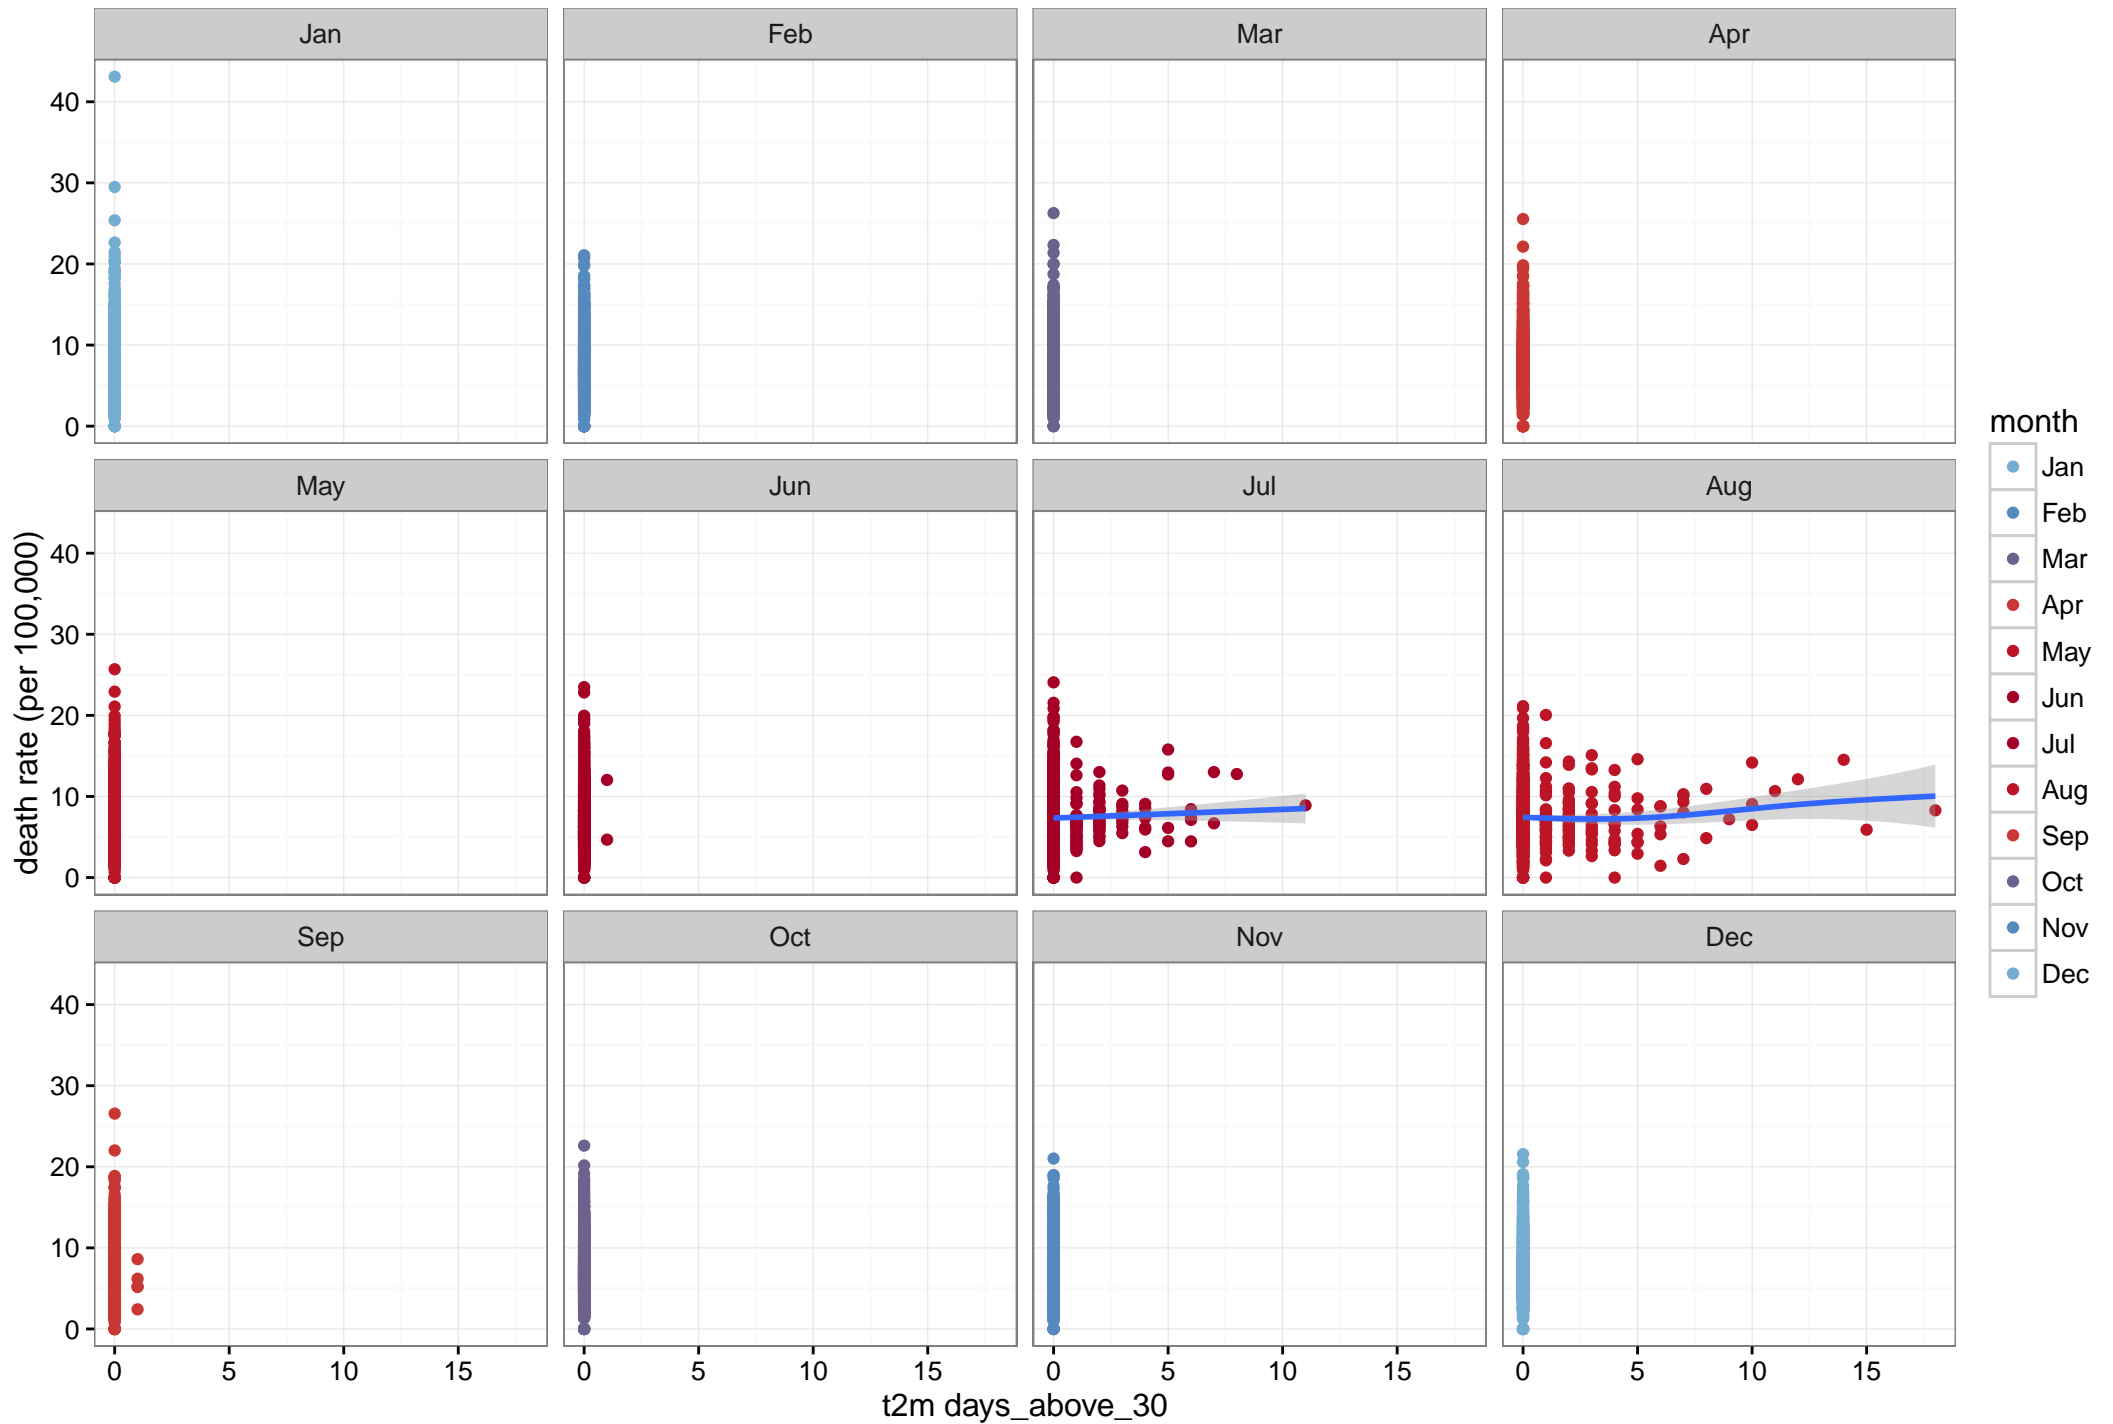 Jan Feb Mar Apr
40
30
20
10
0
May Jun Jul Aug
40
30
20
10
0
Sep Oct Nov Dec
40
30
20
10
0
0 5 10 15 0 5 10 15 0 5 10 15 0 5 10 15
t2m days_above_30
death rate (per 100,000)
month
Jan
Feb
Mar
Apr
May
Jun
Jul
Aug
Sep
Oct
Nov
Dec